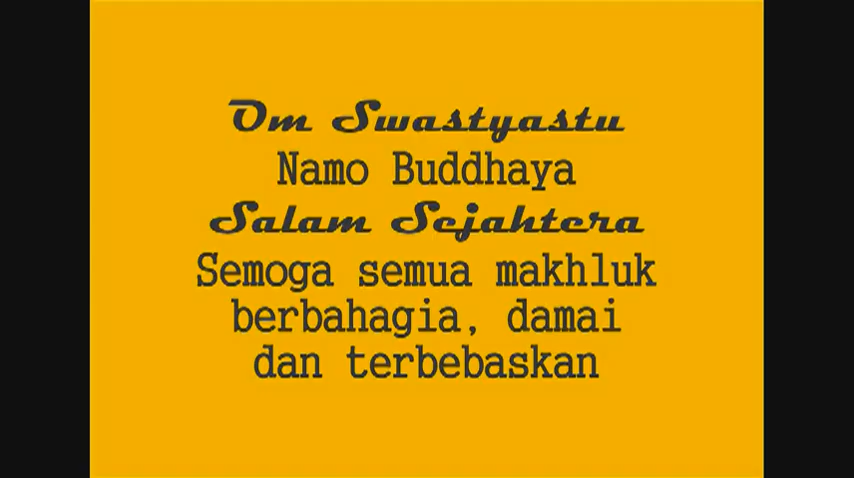 Om Swastyastu
Namo Buddhaya
Salam Sejahtera
Semoga semua makhluk
berbahagia, damai
dan terbebaskan